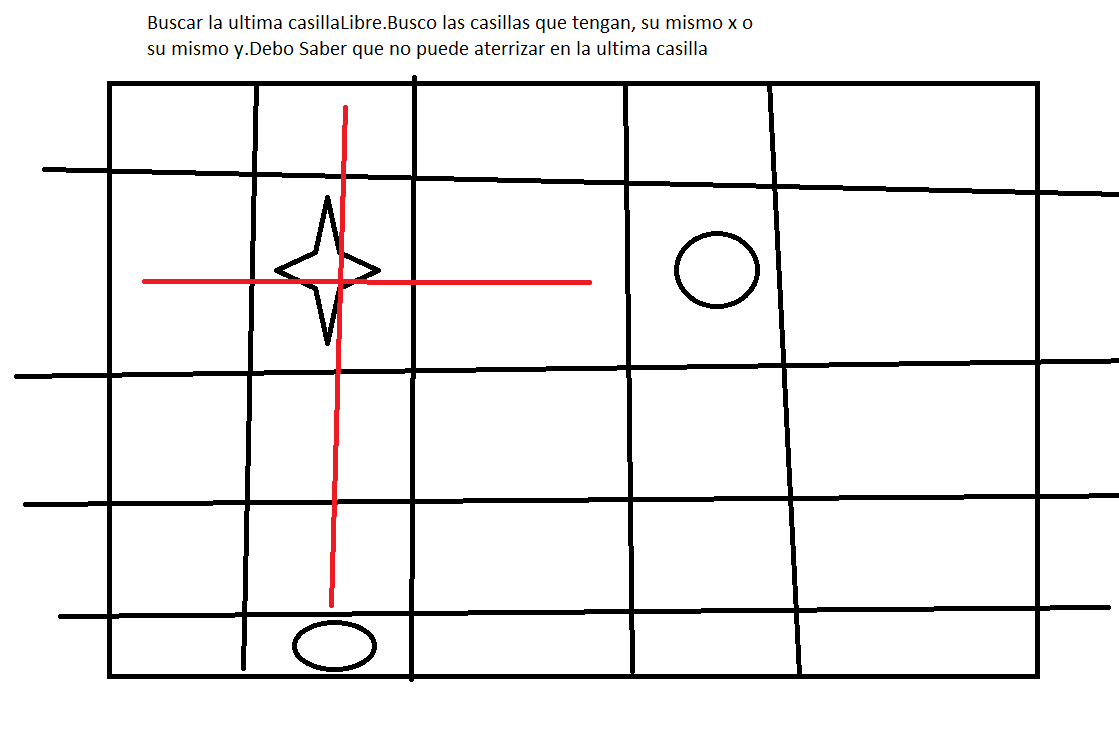 Buscar la ultima casillaLibre.Busco las casillas que tengan, su mismo x o
su mismo y.Debo Saber que no puede aterrizar en la ultima casilla